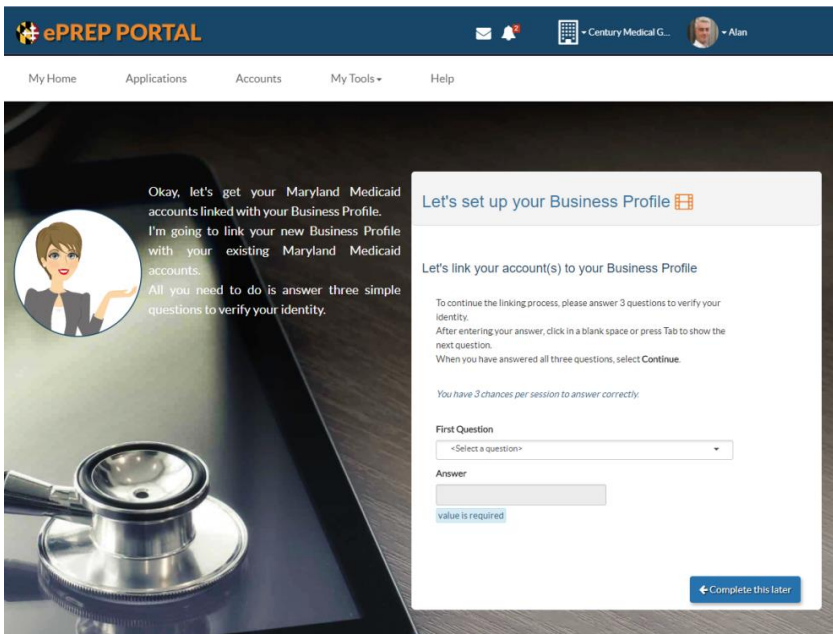 ePREP PORTAL
2
Century Medical G...
Alan
My Home
Applications
Accounts
My Tools
Help
Okay, let's get your Maryland Medicaid
accounts linked with your Business Profile.
I'm going to link your new Business Profile
with your existing Maryland Medicaid
accounts.
All you need to do is answer three simple
questions to verify your identity.
Let's set up your Business Profile
Let's link your account(s) to your Business Profile
To continue the linking process, please answer 3 questions to verify your
identity.
After entering your answer, click in a blank space or press Tab to show the
next question.
When you have answered all three questions, select Continue.
You have 3 chances per session to answer correctly.
First Question
<Select a question>
Answer
value is required
Complete this later